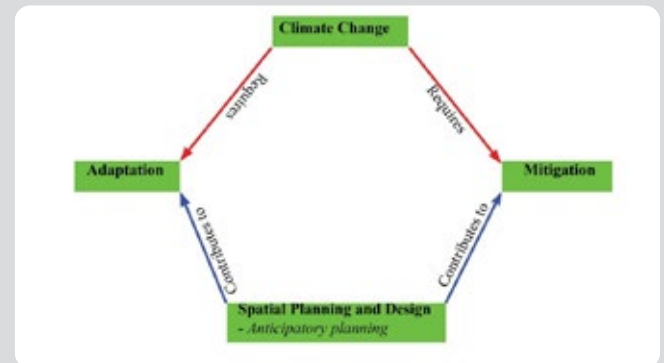 Climate Change
Requires
Requires
Adaptation
Mitigation
Contributes to
Contributes to
Spatial Planning and Design
- Anticipatory planning